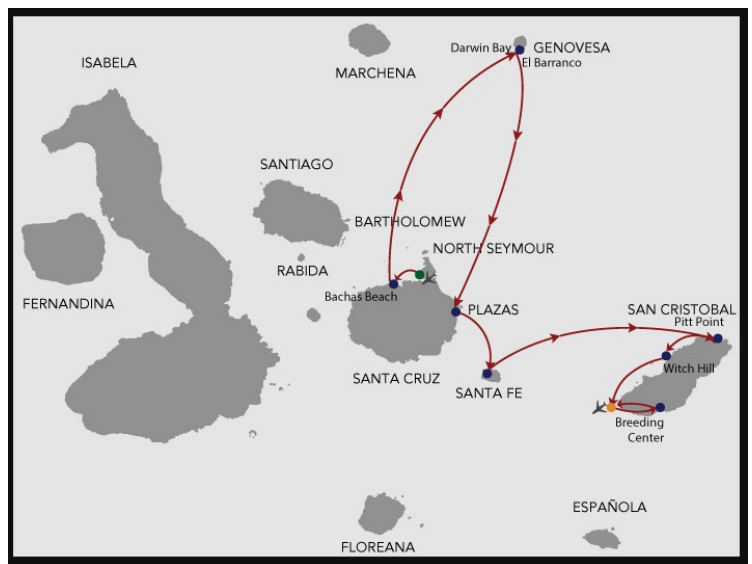 ISABELA
MARCHENA
Darwin Bay
GENOVESA
El Barranco
SANTIAGO
BARTHOLOMEW
NORTH SEYMOUR
RABIDA
FERNANDINA
Bachas Beach
PLAZAS
SAN CRISTOBAL
Pitt Point
Witch Hill
SANTA CRUZ
SANTA FE
Breeding
Center
ESPAÑOLA
FLOREANA